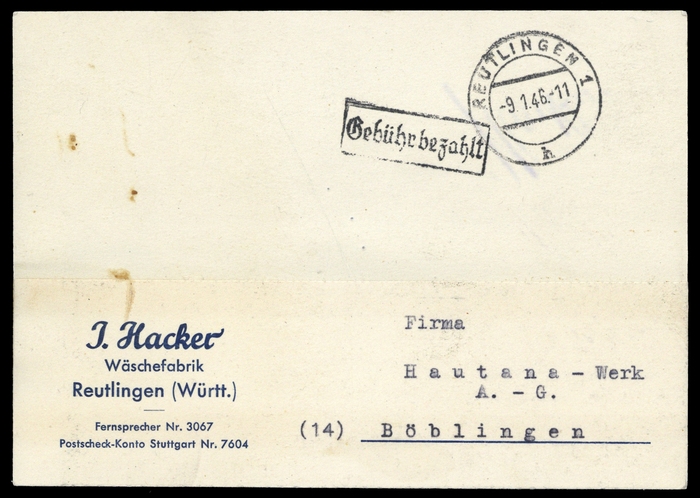 REUTLINGEN 1
-9.1.46.-11
h
Gebühr bezahlt
J. Hacker
Wäschefabrik
Reutlingen (Württ.)
Fernsprecher Nr. 3067
Postscheck-Konto Stuttgart Nr. 7604
Firma
Hautana - Werk
A. - G.
(14) Böblingen